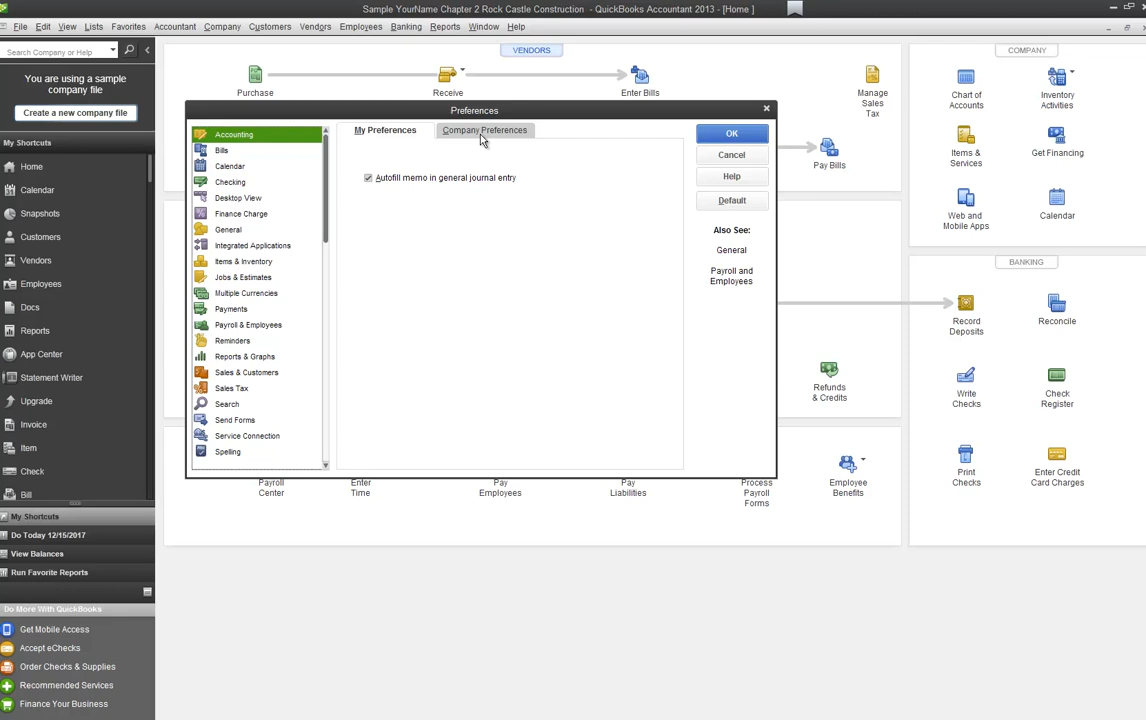 Sample YourName Chapter 2 Rock Castle Construction - QuickBooks Accountant 2013 - [Home ]
File Edit View Lists Favorites Accountant Company Customers Vendors Employees Banking Reports Window Help
Search Company or Help
You are using a sample
company file
Create a new company file
My Shortcuts
Home
Calendar
Snapshots
Customers
Vendors
Employees
Docs
Reports
App Center
Statement Writer
Upgrade
Invoice
Item
Check
Bill
My Shortcuts
Do Today 12/15/2017
View Balances
Run Favorite Reports
Do More With QuickBooks
Get Mobile Access
Accept eChecks
Order Checks & Supplies
Recommended Services
Finance Your Business
VENDORS
Purchase
Receive
Enter Bills
Manage
Sales
Tax
Pay Bills
Refunds
& Credits
Preferences
Accounting
Bills
Calendar
Checking
Desktop View
Finance Charge
General
Integrated Applications
Items & Inventory
Jobs & Estimates
Multiple Currencies
Payments
Payroll & Employees
Reminders
Reports & Graphs
Sales & Customers
Sales Tax
Search
Send Forms
Service Connection
Spelling
My Preferences
Company Preferences
Autofill memo in general journal entry
OK
Cancel
Help
Default
Also See:
General
Payroll and
Employees
Payroll
Center
Enter
Time
Pay
Employees
Pay
Liabilities
Process
Payroll
Forms
Employee
Benefits
COMPANY
Chart of
Accounts
Inventory
Activities
Items &
Services
Get Financing
Web and
Mobile Apps
Calendar
BANKING
Record
Deposits
Reconcile
Write
Checks
Check
Register
Print
Checks
Enter Credit
Card Charges